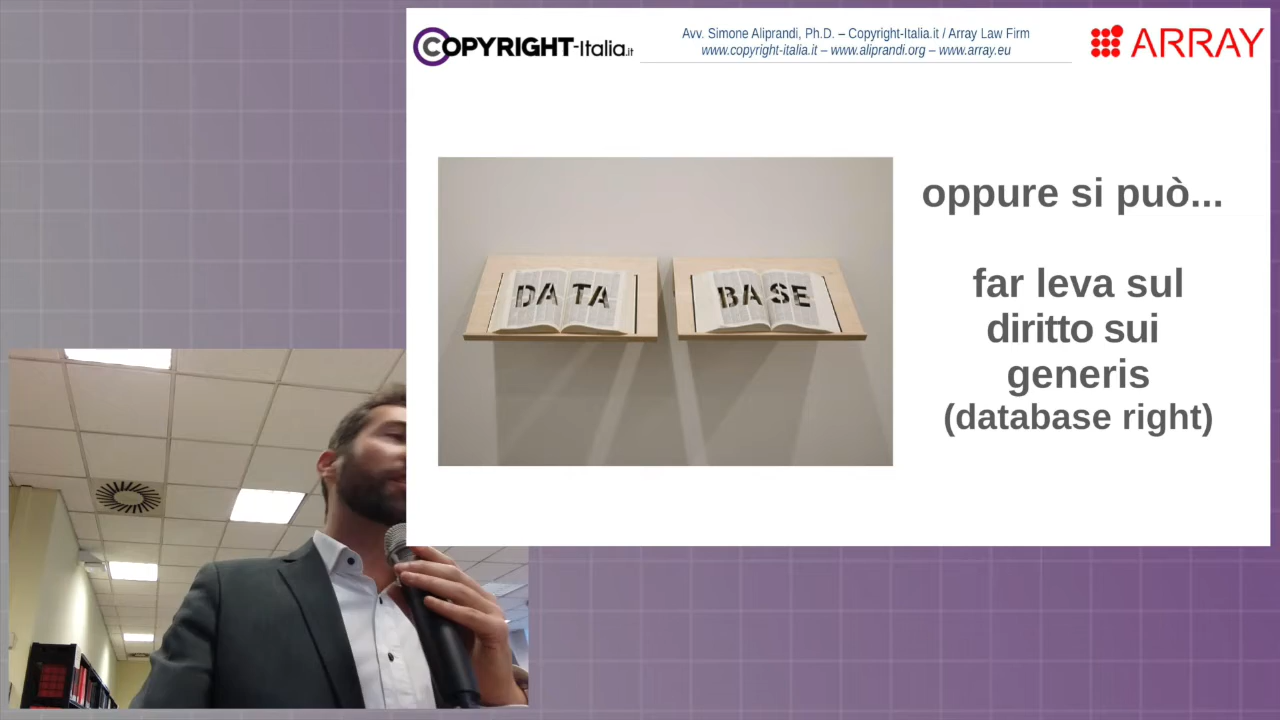 COPYRIGHT-Italia.it
Avv. Simone Aliprandi, Ph.D. – Copyright-Italia.it / Array Law Firm
www.copyright-italia.it – www.aliprandi.org – www.array.eu
ARRAY
DATA BASE
oppure si può...
far leva sul
diritto sui
generis
(database right)